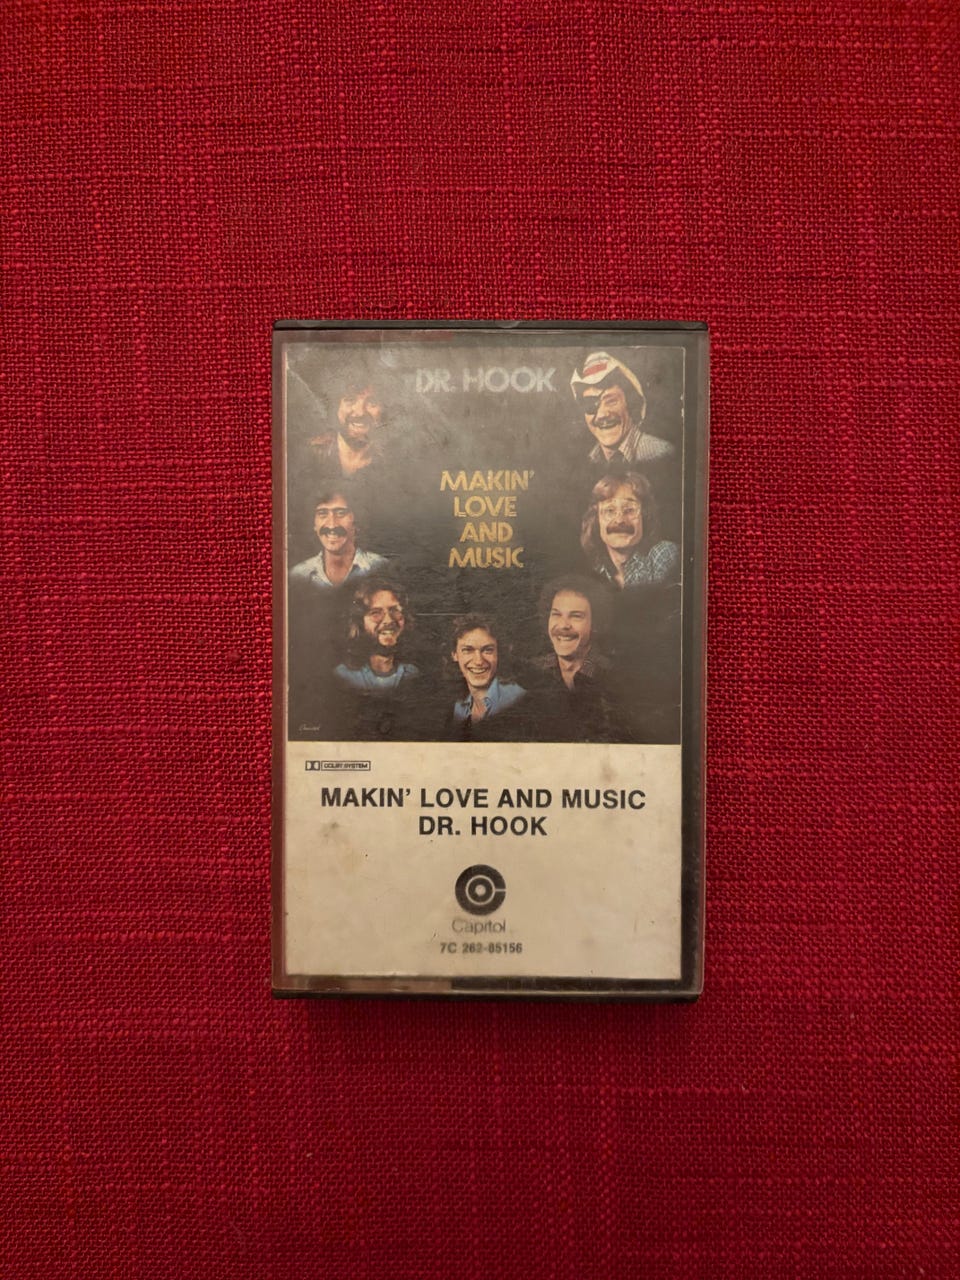 DR. HOOK
MAKIN'
LOVE
AND
MUSIC
DOLBY SYSTEM
MAKIN' LOVE AND MUSIC
DR. HOOK
Capitol
7C 262-85156